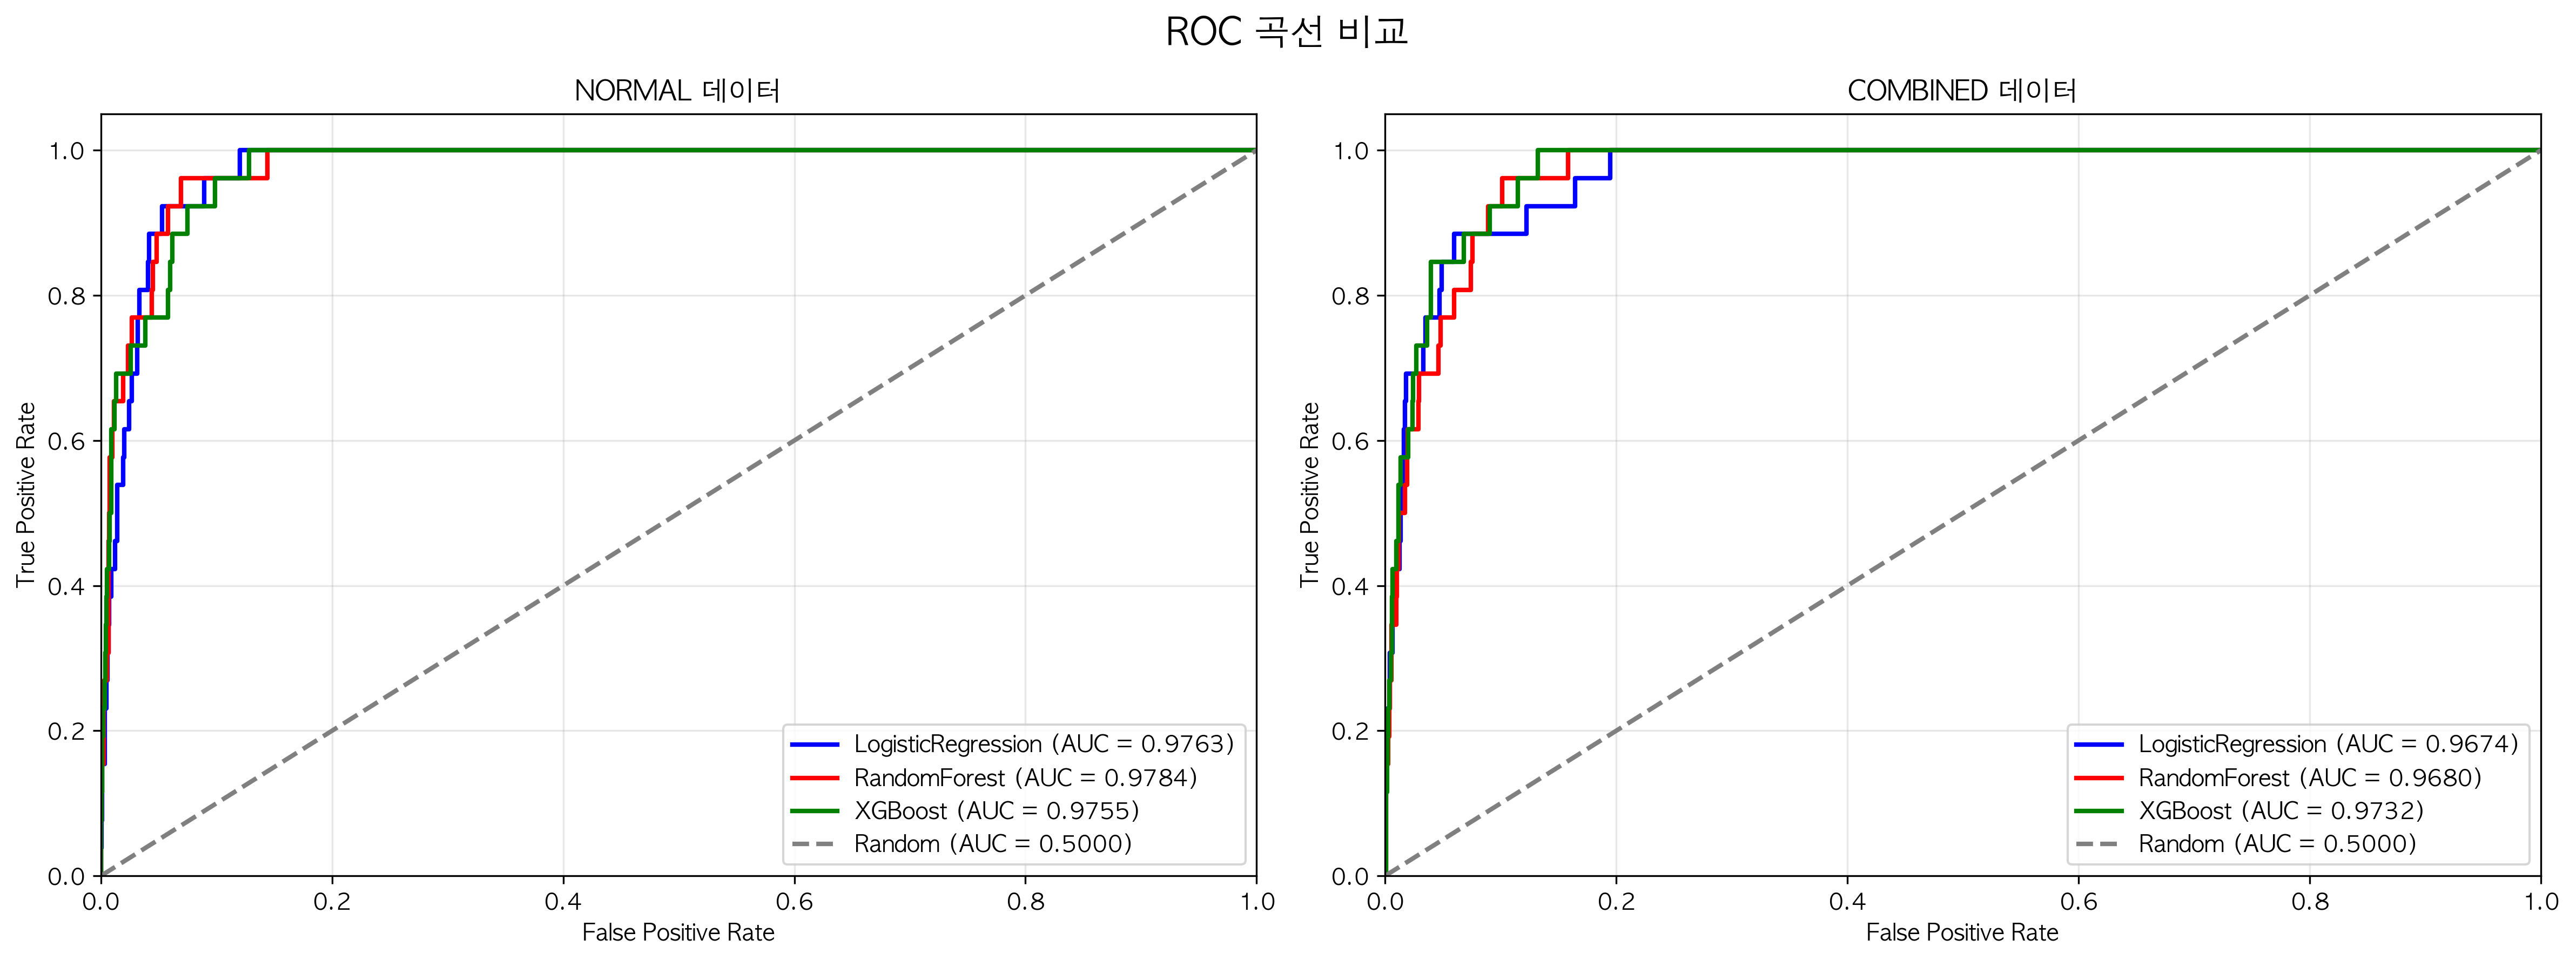 ROC 곡선 비교
NORMAL 데이터
True Positive Rate
1.0
0.8
0.6
0.4
0.2
0.0
0.0 0.2 0.4 0.6 0.8 1.0
False Positive Rate
LogisticRegression (AUC = 0.9763)
RandomForest (AUC = 0.9784)
XGBoost (AUC = 0.9755)
Random (AUC = 0.5000)
COMBINED 데이터
True Positive Rate
1.0
0.8
0.6
0.4
0.2
0.0
0.0 0.2 0.4 0.6 0.8 1.0
False Positive Rate
LogisticRegression (AUC = 0.9674)
RandomForest (AUC = 0.9680)
XGBoost (AUC = 0.9732)
Random (AUC = 0.5000)